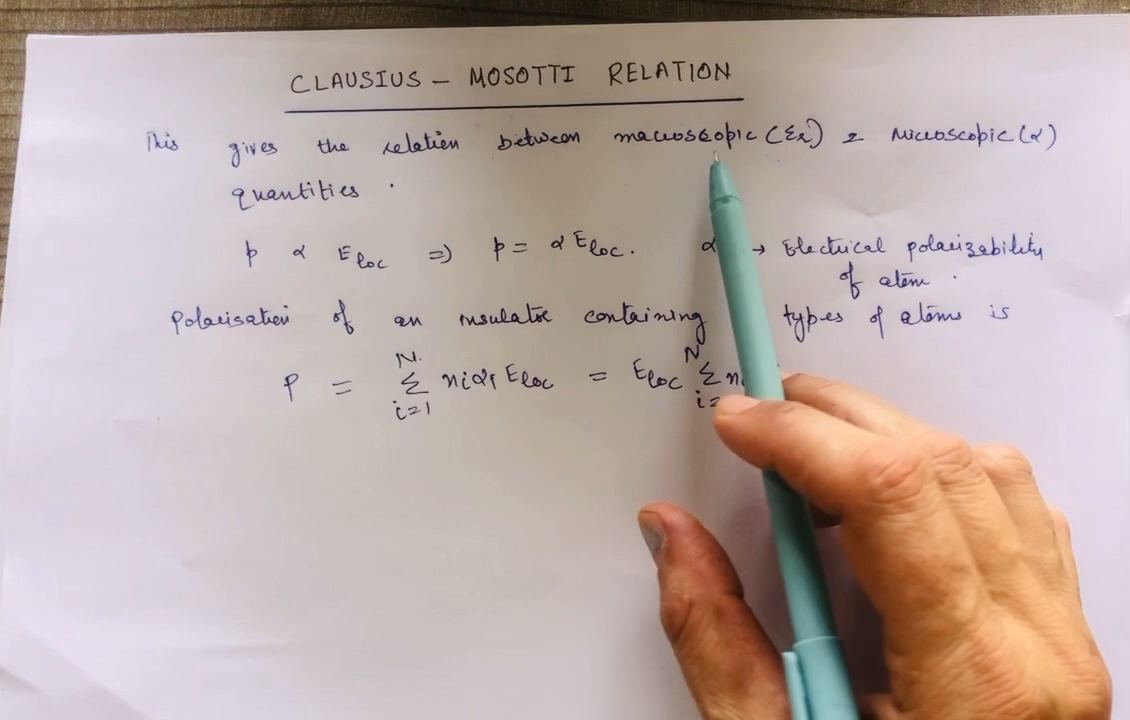 CLAUSIUS - MOSOTTI RELATION
This gives the relation between macroscopic (εr) & Microscopic (α)
quantities.
p α Eloc ⇒ p = α Eloc. α → Electrical polarizability
of atom.
Polarisation of an insulator containing types of atoms is
P = N Σ i=1 niαi Eloc = Eloc N Σ i=